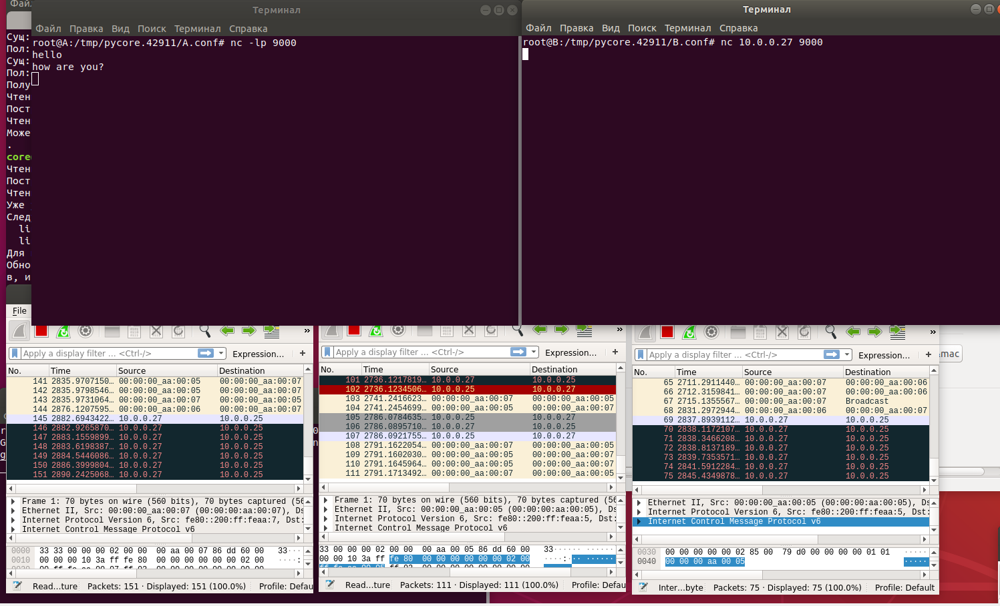 Файл
Терминал
Файл Правка Вид Поиск Терминал Справка
root@A:/tmp/pycore.42911/A.conf# nc -lp 9000
hello
how are you?
Терминал
Файл Правка Вид Поиск Терминал Справка
root@B:/tmp/pycore.42911/B.conf# nc 10.0.0.27 9000
Сущ:
Пол:
Сущ:
Пол:
Полу
Чтен
Пост
Чтен
Може
.
core
Чтен
Пост
Чтен
Уже
След
li
li
Для
Обно
в, и
File
Apply a display filter ... <Ctrl-/> Expression... +
No. Time Source Destination
141 2835.9707150... 00:00:00_aa:00:05 00:00:00_aa:00:07
142 2835.9798546... 00:00:00_aa:00:05 00:00:00_aa:00:07
143 2835.9731064... 00:00:00_aa:00:07 00:00:00_aa:00:05
144 2876.1207595... 00:00:00_aa:00:06 00:00:00_aa:00:07
145 2882.6943422... 10.0.0.27 10.0.0.25
146 2882.9265870... 10.0.0.27 10.0.0.25
147 2883.1559899... 10.0.0.27 10.0.0.25
148 2883.6198387... 10.0.0.27 10.0.0.25
149 2884.5446086... 10.0.0.27 10.0.0.25
150 2886.3999804... 10.0.0.27 10.0.0.25
151 2890.2425068... 10.0.0.27 10.0.0.25
Frame 1: 70 bytes on wire (560 bits), 70 bytes captured (56
Ethernet II, Src: 00:00:00_aa:00:07 (00:00:00:aa:00:07), Ds
Internet Protocol Version 6, Src: fe80::200:ff:feaa:7, Dst:
Internet Control Message Protocol v6
0000 33 33 00 00 00 02 00 00 00 aa 00 07 86 dd 60 00 33···
0010 00 00 00 10 3a ff fe 80 00 00 00 00 00 00 02 00 ····:
Read...ture Packets: 151 · Displayed: 151 (100.0%) Profile: Defau
Apply a display filter ... <Ctrl-/> Expression... +
No. Time Source Destination
101 2736.1217819... 10.0.0.27 10.0.0.25
102 2736.1234506... 10.0.0.25 10.0.0.27
103 2741.2416623... 00:00:00_aa:00:07 00:00:00_aa:00:05
104 2741.2454699... 00:00:00_aa:00:05 00:00:00_aa:00:07
105 2786.0784635... 10.0.0.25 10.0.0.27
106 2786.0895710... 10.0.0.27 10.0.0.25
107 2786.0921755... 10.0.0.25 10.0.0.27
108 2791.1622054... 00:00:00_aa:00:07 00:00:00_aa:00:05
109 2791.1602030... 00:00:00_aa:00:05 00:00:00_aa:00:07
110 2791.1645964... 00:00:00_aa:00:05 00:00:00_aa:00:07
111 2791.1713492... 00:00:00_aa:00:07 00:00:00_aa:00:05
Frame 1: 70 bytes on wire (560 bits), 70 bytes captured (56
Ethernet II, Src: 00:00:00_aa:00:05 (00:00:00:aa:00:05), Ds
Internet Protocol Version 6, Src: fe80::200:ff:feaa:5, Dst:
Internet Control Message Protocol v6
33 00 00 00 02 00 00 00 aa 00 05 86 dd 60 00 33······ ······
00 00 10 3a ff fe 80 00 00 00 00 00 00 02 00 ····:·· ·······
Read...ture Packets: 111 · Displayed: 111 (100.0%) Profile: Defau
Apply a display filter ... <Ctrl-/> Expression... +
mac
No. Time Source Destination
65 2711.2911440... 00:00:00_aa:00:07 00:00:00_aa:00:06
66 2712.3159841... 00:00:00_aa:00:07 00:00:00_aa:00:06
67 2715.1355567... 00:00:00_aa:00:07 Broadcast
68 2831.2972944... 00:00:00_aa:00:06 00:00:00_aa:00:07
69 2837.8939112... 10.0.0.27 10.0.0.25
70 2838.1172107... 10.0.0.27 10.0.0.25
71 2838.3466208... 10.0.0.27 10.0.0.25
72 2838.8137189... 10.0.0.27 10.0.0.25
73 2839.7353571... 10.0.0.27 10.0.0.25
74 2841.5912284... 10.0.0.27 10.0.0.25
75 2845.4349878... 10.0.0.27 10.0.0.25
Ethernet II, Src: 00:00:00_aa:00:05 (00:00:00:aa:00:05), Ds
Internet Protocol Version 6, Src: fe80::200:ff:feaa:5, Dst:
Internet Control Message Protocol v6
0030 00 00 00 00 00 02 85 00 79 d0 00 00 00 00 01 01 ·····
0040 00 00 00 aa 00 05 ·····
Inter...byte Packets: 75 · Displayed: 75 (100.0%) Profile: Default